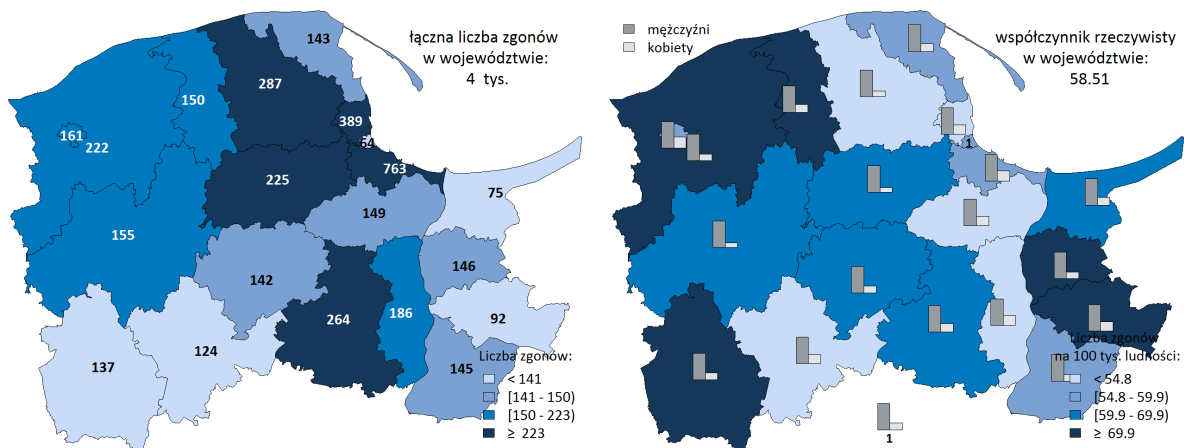 łączna liczba zgonów
w województwie:
4 tys.
143
287
150
389
64
161
222
763
225
75
149
155
146
142
264
186
92
124
137
145
Liczba zgonów:
< 141
[141 - 150)
[150 - 223)
≥ 223
mężczyźni
kobiety
współczynnik rzeczywisty
w województwie:
58.51
1
Liczba zgonów
na 100 tys. ludności:
< 54.8
[54.8 - 59.9)
[59.9 - 69.9)
≥ 69.9
1